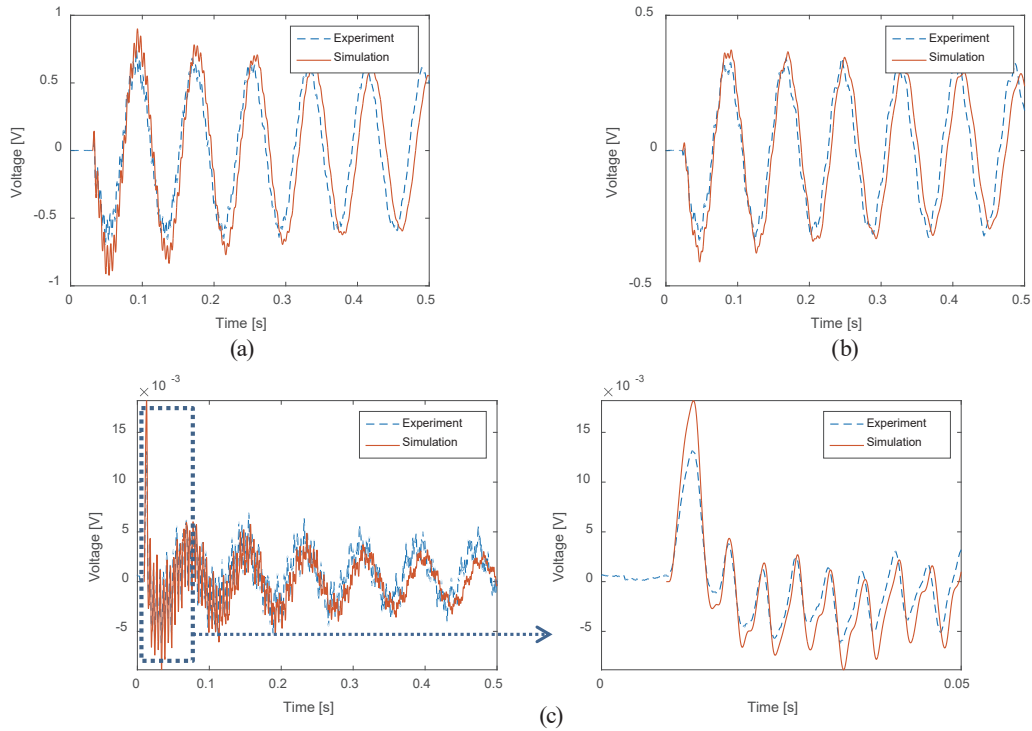 1
0.5
0
-0.5
-1
Voltage [V]
Experiment
Simulation
0 0.1 0.2 0.3 0.4 0.5
Time [s]
(a)
0.5
0
-0.5
Voltage [V]
Experiment
Simulation
0 0.1 0.2 0.3 0.4 0.5
Time [s]
(b)
× 10 -3
15
10
5
0
-5
Voltage [V]
Experiment
Simulation
0 0.1 0.2 0.3 0.4 0.5
Time [s]
× 10 -3
15
10
5
0
-5
Voltage [V]
Experiment
Simulation
0 0.05
Time [s]
(c)